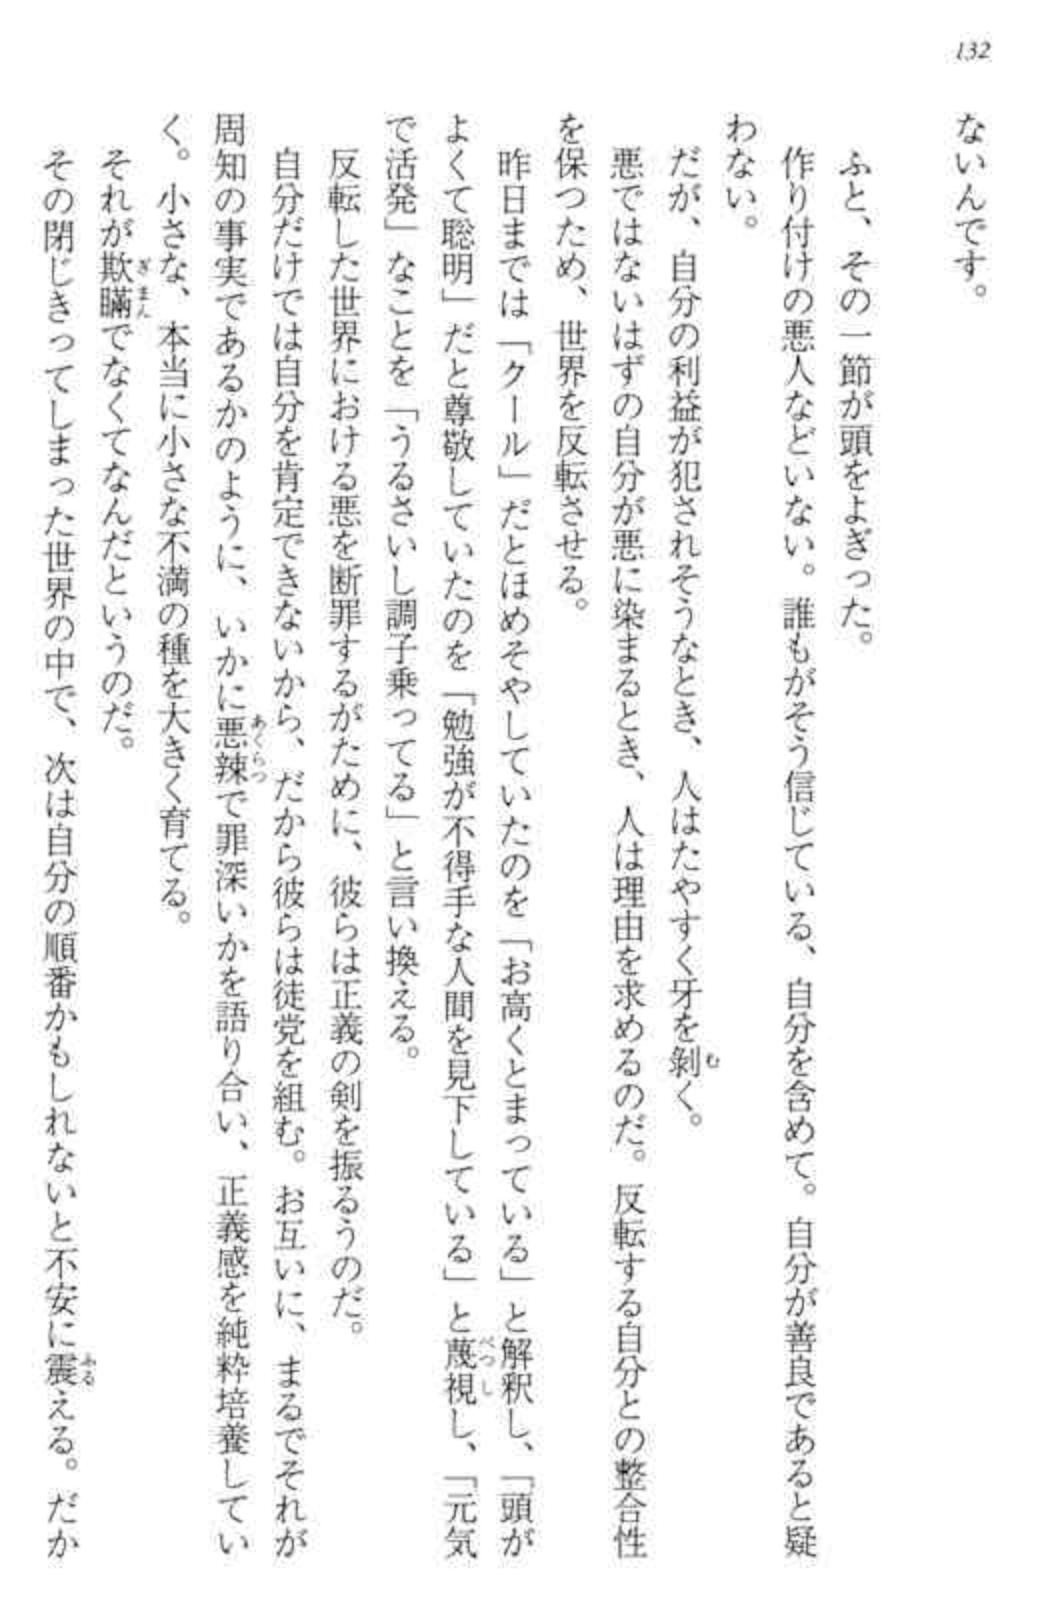 132
ないんです。
ふと、その一節が頭をよぎった。
作り付けの悪人などいない。誰もがそう信じている、自分を含めて。自分が善良であると疑
わない。
だが、自分の利益が犯されそうなとき、人はたやすく牙を剝く。
悪ではないはずの自分が悪に染まるとき、人は理由を求めるのだ。反転する自分との整合性
を保つため、世界を反転させる。
昨日までは「クール」だとほめそやしていたのを「お高くとまっている」と解釈し、「頭が
よくて聡明」だと尊敬していたのを「勉強が不得手な人間を見下している」と蔑視し、「元気
で活発」なことを「うるさいし調子乗ってる」と言い換える。
反転した世界における悪を断罪するがために、彼らは正義の剣を振るうのだ。
自分だけでは自分を肯定できないから、だから彼らは徒党を組む。お互いに、まるでそれが
周知の事実であるかのように、いかに悪辣で罪深いかを語り合い、正義感を純粋培養してい
く。小さな、本当に小さな不満の種を大きく育てる。
それが欺瞞でなくてなんだというのだ。
その閉じきってしまった世界の中で、次は自分の順番かもしれないと不安に震える。だか